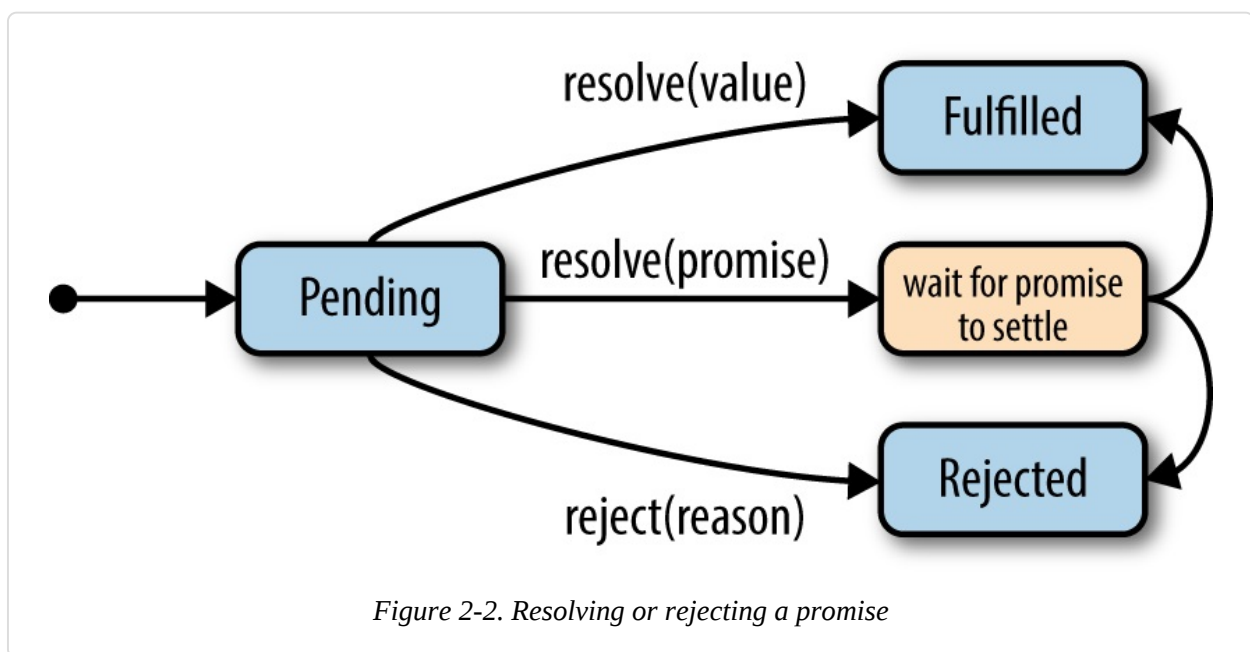 resolve(value)
Fulfilled
Pending
resolve(promise)
wait for promise
to settle
reject(reason)
Rejected
Figure 2-2. Resolving or rejecting a promise